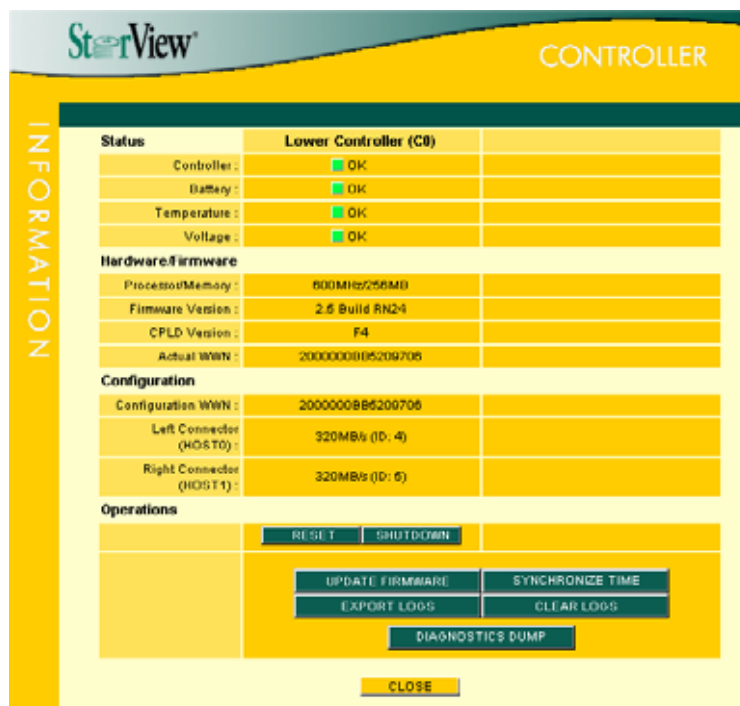 StorView
CONTROLLER
INFORMATION
Status Lower Controller (C0)
Controller : OK
Battery : OK
Temperature : OK
Voltage : OK
Hardware/Firmware
Processor/Memory : 600MHz/256MB
Firmware Version : 2.6 Build RN24
CPLD Version : F4
Actual WWN :
Configuration
Configuration WWN :
Left Connector
(HOST0) : 320MB/s (ID: 4)
Right Connector
(HOST1) : 320MB/s (ID: 5)
Operations
RESET SHUTDOWN
UPDATE FIRMWARE SYNCHRONIZE TIME
EXPORT LOGS CLEAR LOGS
DIAGNOSTICS DUMP
CLOSE